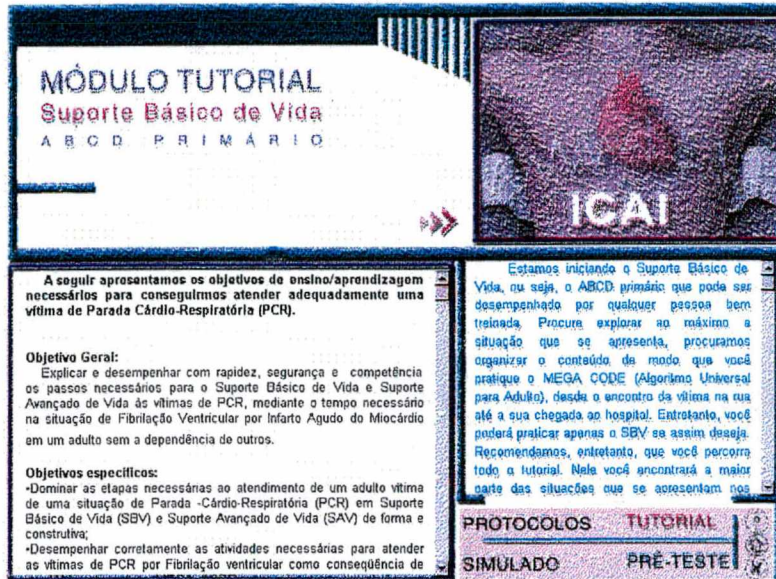 MÓDULO TUTORIAL
Suporte Básico de Vida
ABCD PRIMÁRIO
ICAI
A seguir apresentamos os objetivos de ensino/aprendizagem
necessários para conseguirmos atender adequadamente uma
vítima de Parada Cárdio-Respiratória (PCR).
Objetivo Geral:
Explicar e desempenhar com rapidez, segurança e competência
os passos necessários para o Suporte Básico de Vida e Suporte
Avançado de Vida ás vítimas de PCR, mediante o tempo necessário
na situação de Fibrilação Ventricular por Infarto Agudo do Miocárdio
em um adulto sem a dependência de outros.
Objetivos específicos:
•Dominar as etapas necessárias ao atendimento de um adulto vítima
de uma situação de Parada -Cárdio-Respiratória (PCR) em Suporte
Básico de Vida (SBV) e Suporte Avançado de Vida (SAV) de forma e
construtiva;
•Desempenhar corretamente as atividades necessárias para atender
as vítimas de PCR por Fibrilação ventricular como conseqüência de
Estamos iniciando o Suporte Básico de
Vida, ou seja, o ABCD primário que pode ser
desempenhado por qualquer pessoa bem
treinada. Procure explorar ao máximo a
situação que se apresenta, procuramos
organizar o conteúdo de modo que você
pratique o MEGA CODE (Algoritmo Universal
para Adulto), desde o encontro da vítima na rua
até a sua chegada ao hospital. Entretanto, você
poderá praticar apenas o SBV se assim deseja.
Recomendamos, entretanto, que você percorra
todo o tutorial. Nele você encontrará a maior
parte das situações que se apresentam nos
PROTOCOLOS TUTORIAL
SIMULADO PRÉ-TESTE